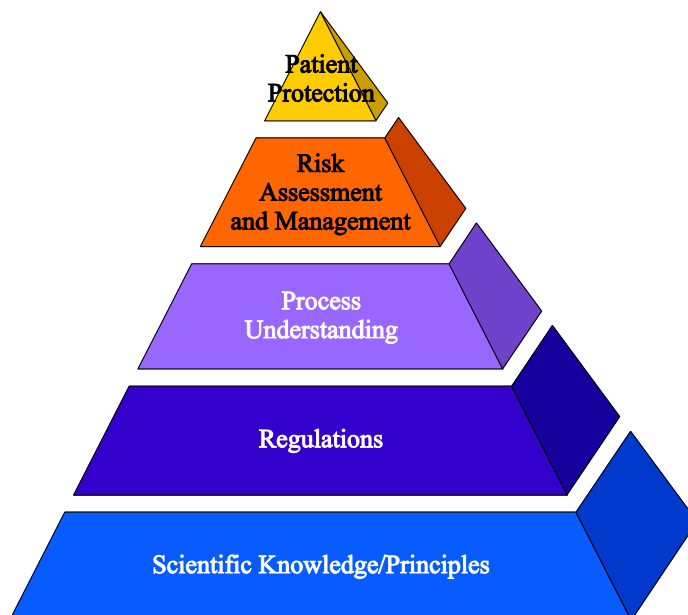 Patient
Protection
Risk
Assessment
and Management
Process
Understanding
Regulations
Scientific Knowledge/Principles